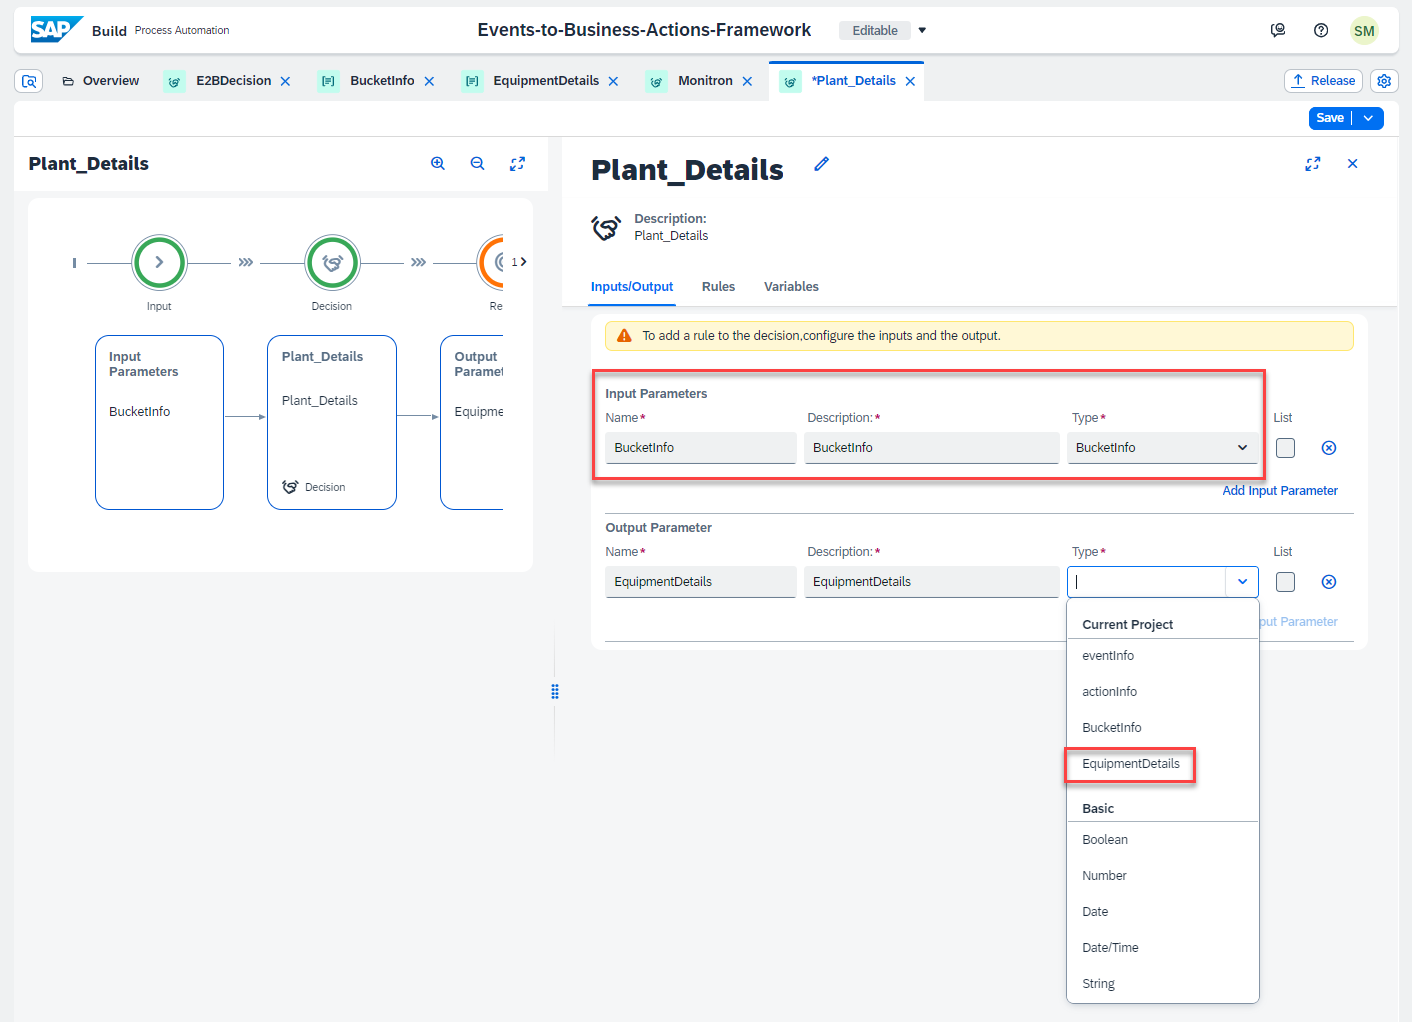 SAP Build Process Automation
Events-to-Business-Actions-Framework
Editable
SM
Overview
E2BDecision
BucketInfo
EquipmentDetails
Monitron
*Plant_Details
Release
Save
Plant_Details
Input
Decision
Re
1
Input
Parameters
BucketInfo
Plant_Details
Plant_Details
Decision
Output
Paramet
Equipme
Plant_Details
Description:
Plant_Details
Inputs/Output
Rules
Variables
To add a rule to the decision,configure the inputs and the output.
Input Parameters
Name* Description:* Type* List
BucketInfo BucketInfo BucketInfo
Add Input Parameter
Output Parameter
Name* Description:* Type* List
EquipmentDetails EquipmentDetails
put Parameter
Current Project
eventInfo
actionInfo
BucketInfo
EquipmentDetails
Basic
Boolean
Number
Date
Date/Time
String